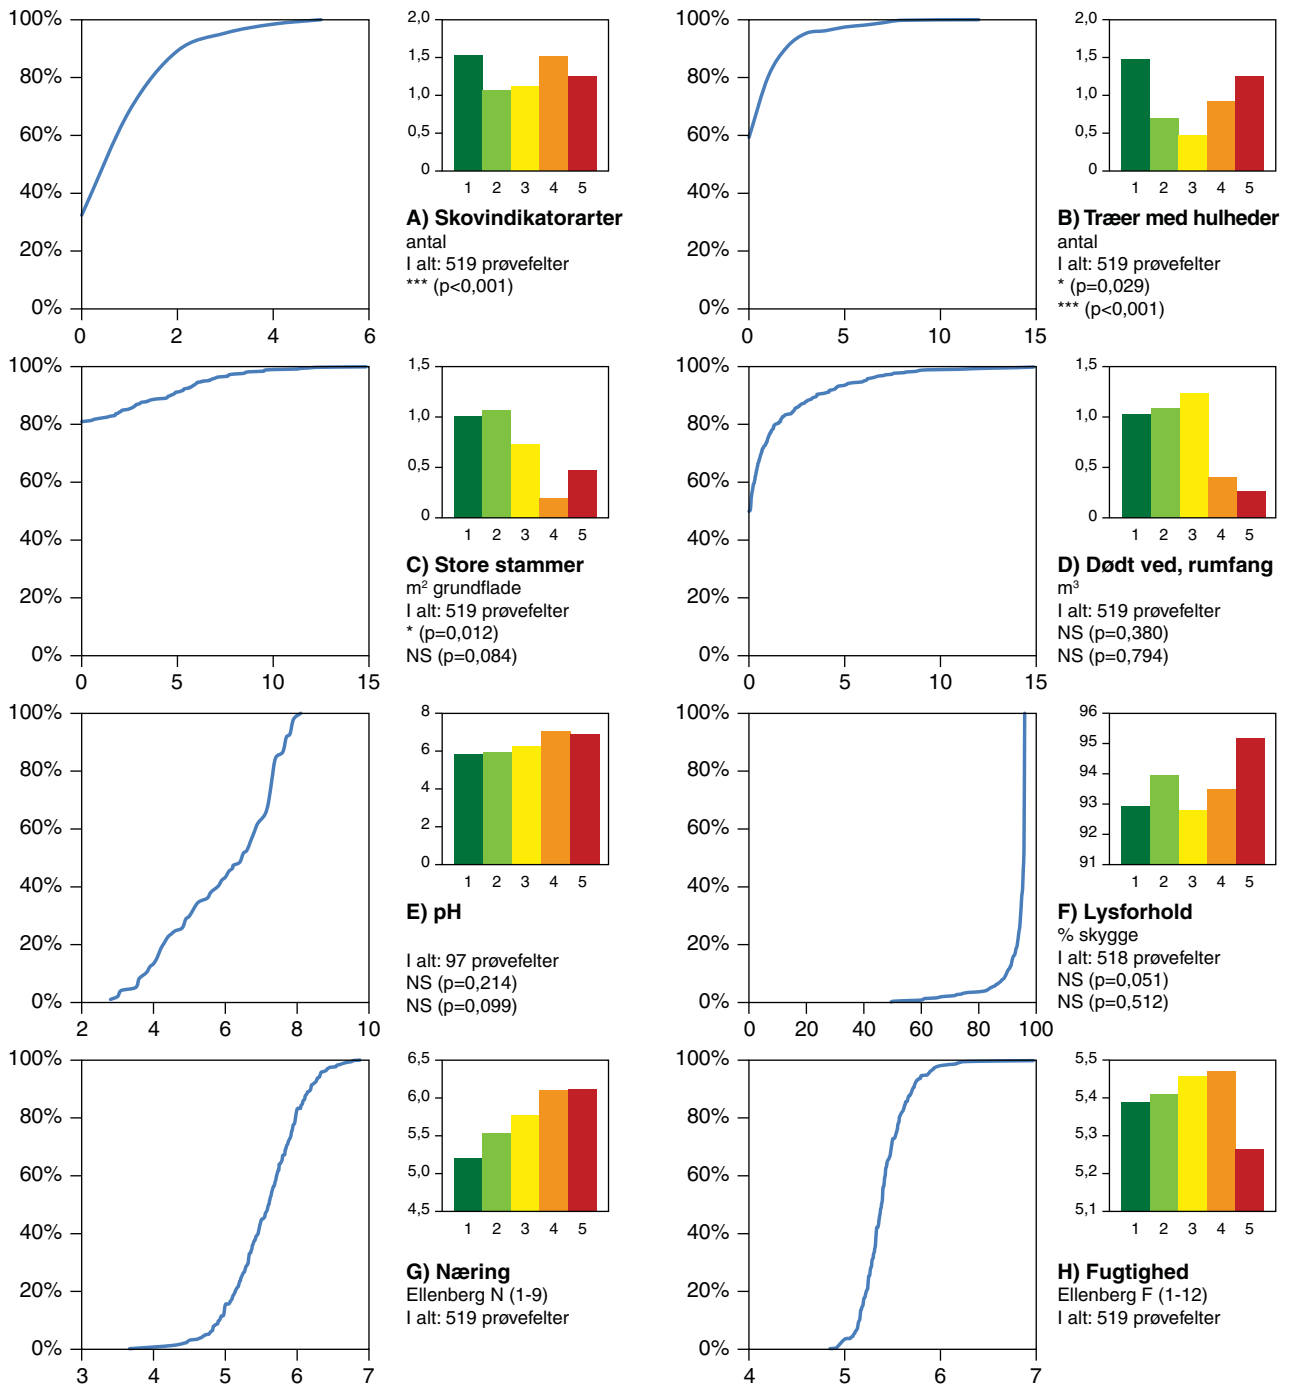 100%
80%
60%
40%
20%
0%
0
2
4
6
2,0
1,5
1,0
0,5
0
1 2 3 4 5
A) Skovindikatorarter
antal
I alt: 519 prøvefelter
*** (p<0,001)
100%
80%
60%
40%
20%
0%
0
5
10
15
2,0
1,5
1,0
0,5
0
1 2 3 4 5
B) Træer med hulheder
antal
I alt: 519 prøvefelter
* (p=0,029)
*** (p<0,001)
100%
80%
60%
40%
20%
0%
0
5
10
15
1,5
1,0
0,5
0
1 2 3 4 5
C) Store stammer
m² grundflade
I alt: 519 prøvefelter
* (p=0,012)
NS (p=0,084)
100%
80%
60%
40%
20%
0%
0
5
10
15
1,5
1,0
0,5
0
1 2 3 4 5
D) Dødt ved, rumfang
m³
I alt: 519 prøvefelter
NS (p=0,380)
NS (p=0,794)
100%
80%
60%
40%
20%
0%
2
4
6
8
10
8
6
4
2
0
1 2 3 4 5
E) pH
I alt: 97 prøvefelter
NS (p=0,214)
NS (p=0,099)
100%
80%
60%
40%
20%
0%
0
20
40
60
80
100
96
95
94
93
92
91
1 2 3 4 5
F) Lysforhold
% skygge
I alt: 518 prøvefelter
NS (p=0,051)
NS (p=0,512)
100%
80%
60%
40%
20%
0%
3
4
5
6
7
6,5
6,0
5,5
5,0
4,5
1 2 3 4 5
G) Næring
Ellenberg N (1-9)
I alt: 519 prøvefelter
100%
80%
60%
40%
20%
0%
4
5
6
7
5,5
5,4
5,3
5,2
5,1
1 2 3 4 5
H) Fugtighed
Ellenberg F (1-12)
I alt: 519 prøvefelter